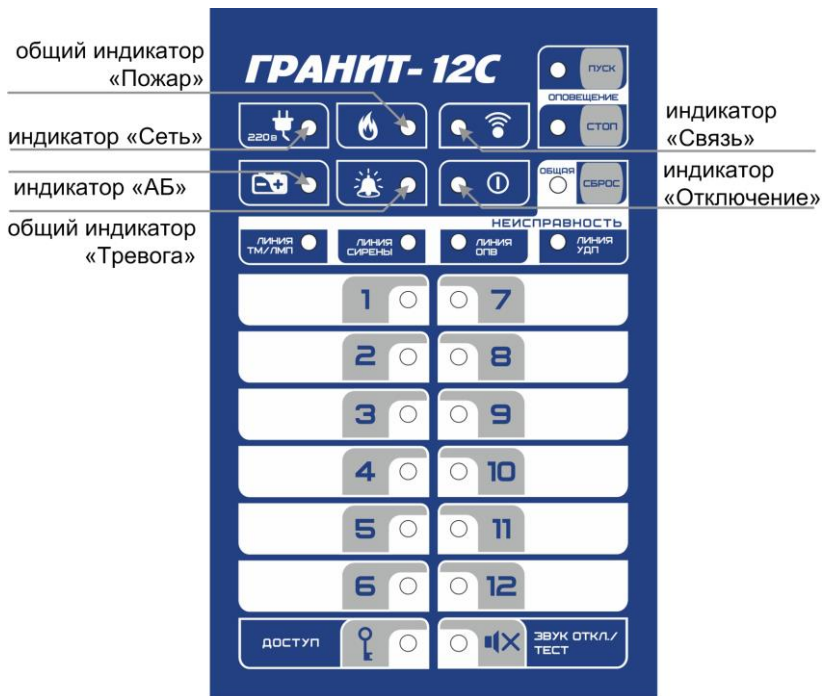 общий индикатор
«Пожар»
индикатор «Сеть»
индикатор «АБ»
общий индикатор
«Тревога»
ГРАНИТ- 12С
220 В
ПУСК
ОПОВЕЩЕНИЕ
СТОП
ОБЩАЯ
СБРОС
индикатор
«Связь»
индикатор
«Отключение»
НЕИСПРАВНОСТЬ
ЛИНИЯ
ТМ/ЛМП
ЛИНИЯ
СИРЕНЫ
ЛИНИЯ
ОПВ
ЛИНИЯ
УДП
1 7
2 8
3 9
4 10
5 11
6 12
ДОСТУП
ЗВУК ОТКЛ./
ТЕСТ